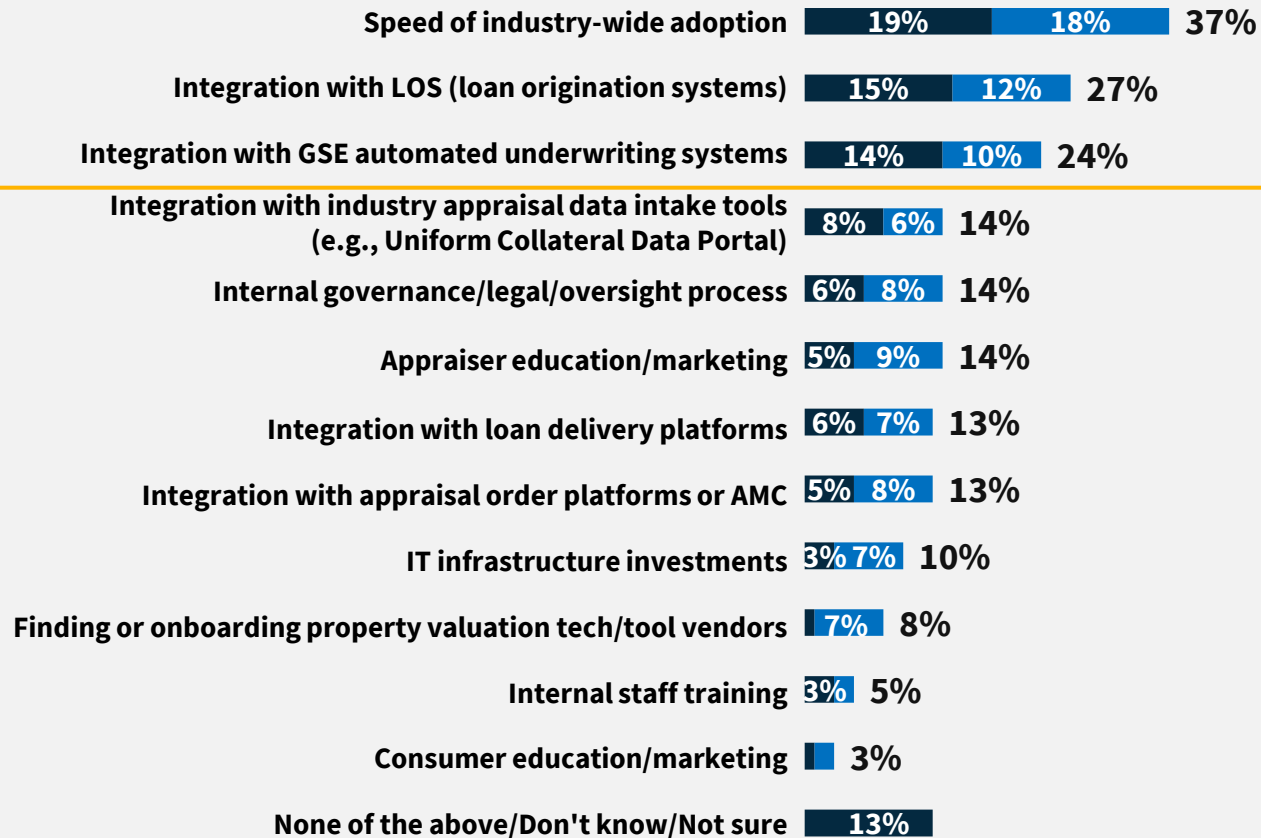 Speed of industry-wide adoption 19% 18% 37%
Integration with LOS (loan origination systems) 15% 12% 27%
Integration with GSE automated underwriting systems 14% 10% 24%
Integration with industry appraisal data intake tools
(e.g., Uniform Collateral Data Portal) 8% 6% 14%
Internal governance/legal/oversight process 6% 8% 14%
Appraiser education/marketing 5% 9% 14%
Integration with loan delivery platforms 6% 7% 13%
Integration with appraisal order platforms or AMC 5% 8% 13%
IT infrastructure investments 3% 7% 10%
Finding or onboarding property valuation tech/tool vendors 7% 8%
Internal staff training 3% 5%
Consumer education/marketing 3%
None of the above/Don't know/Not sure 13%